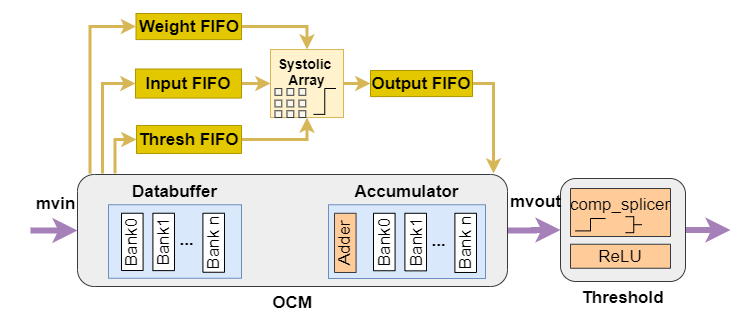 Weight FIFO
Systolic
Array
Input FIFO
Output FIFO
Thresh FIFO
mvin
Databuffer
Bank0
Bank1
...
Bank n
Accumulator
Adder
Bank0
Bank1
...
Bank n
mvout
comp_splicer
ReLU
OCM
Threshold